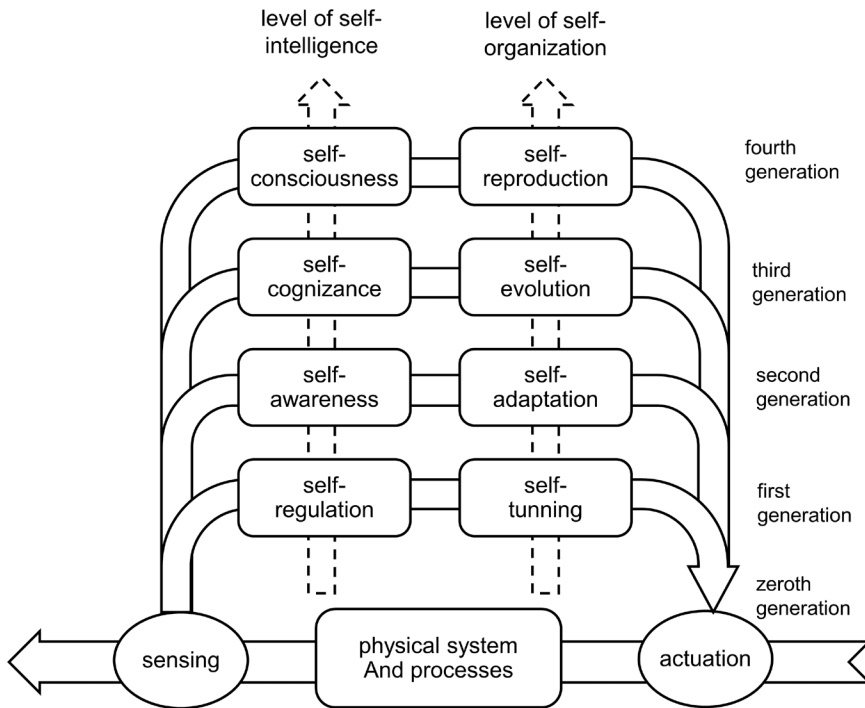 level of self-
intelligence
level of self-
organization
self-
consciousness
self-
reproduction
fourth
generation
self-
cognizance
self-
evolution
third
generation
self-
awareness
self-
adaptation
second
generation
self-
regulation
self-
tunning
first
generation
zeroth
generation
sensing
physical system
And processes
actuation